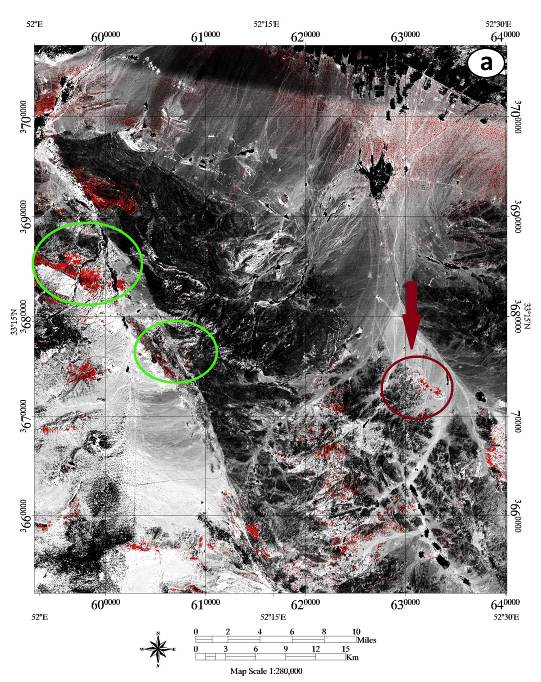 52°E 52°15'E 52°30'E
600000 610000 620000 630000 640000
a
3700000 3700000
3690000 3690000
33°15'N 3680000 3680000 33°15'N
3670000 70000
3660000 3660000
600000 610000 620000 630000 640000
52°E 52°15'E 52°30'E
N
W E
S
0 2 4 6 8 10
Miles
0 3 6 9 12 15
Km
Map Scale 1:280,000